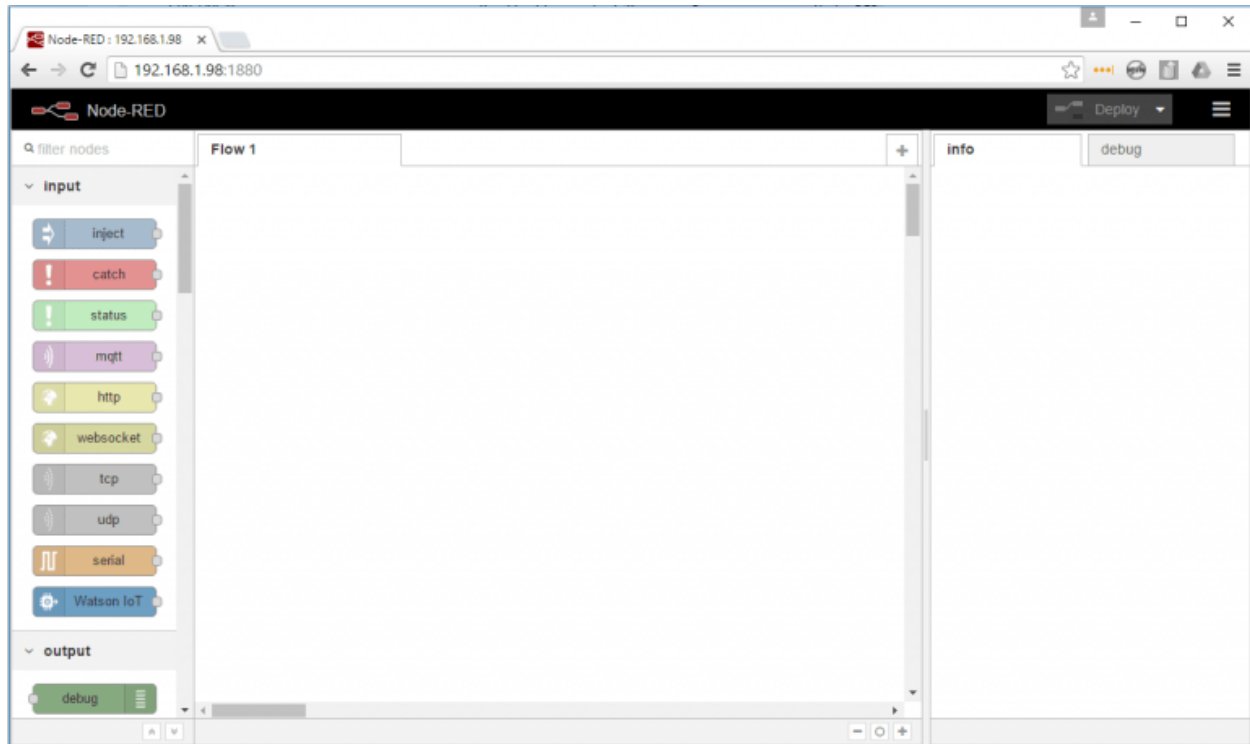 Node-RED : 192.168.1.98
192.168.1.98:1880
Node-RED
Deploy
filter nodes
Flow 1
info
debug
input
inject
catch
status
mqtt
http
websocket
tcp
udp
serial
Watson IoT
output
debug